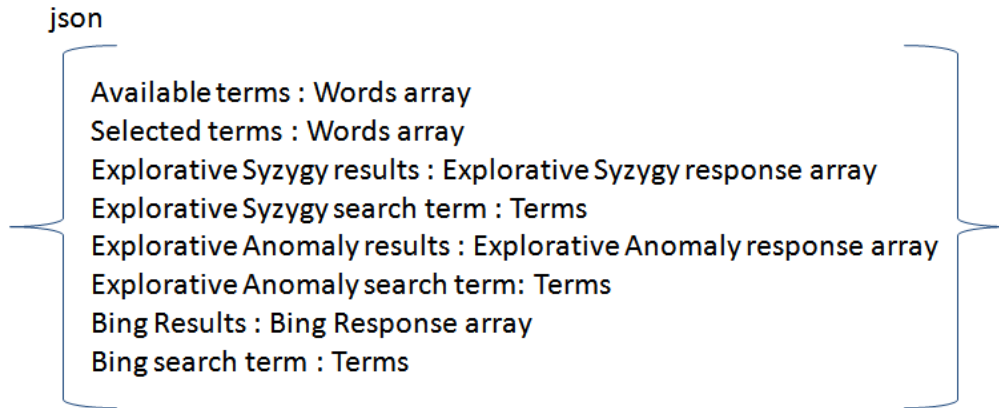 json
Available terms : Words array
Selected terms : Words array
Explorative Syzygy results : Explorative Syzygy response array
Explorative Syzygy search term : Terms
Explorative Anomaly results : Explorative Anomaly response array
Explorative Anomaly search term: Terms
Bing Results : Bing Response array
Bing search term : Terms